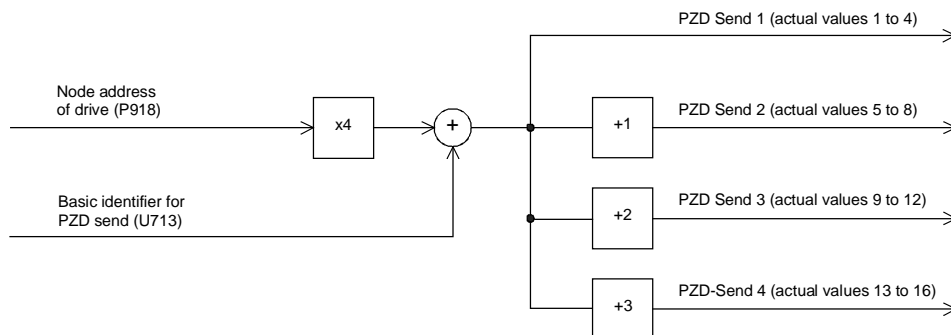 PZD Send 1 (actual values 1 to 4)
Node address
of drive (P918)
x4
+
+1
PZD Send 2 (actual values 5 to 8)
Basic identifier for
PZD send (U713)
+2
PZD Send 3 (actual values 9 to 12)
+3
PZD-Send 4 (actual values 13 to 16)